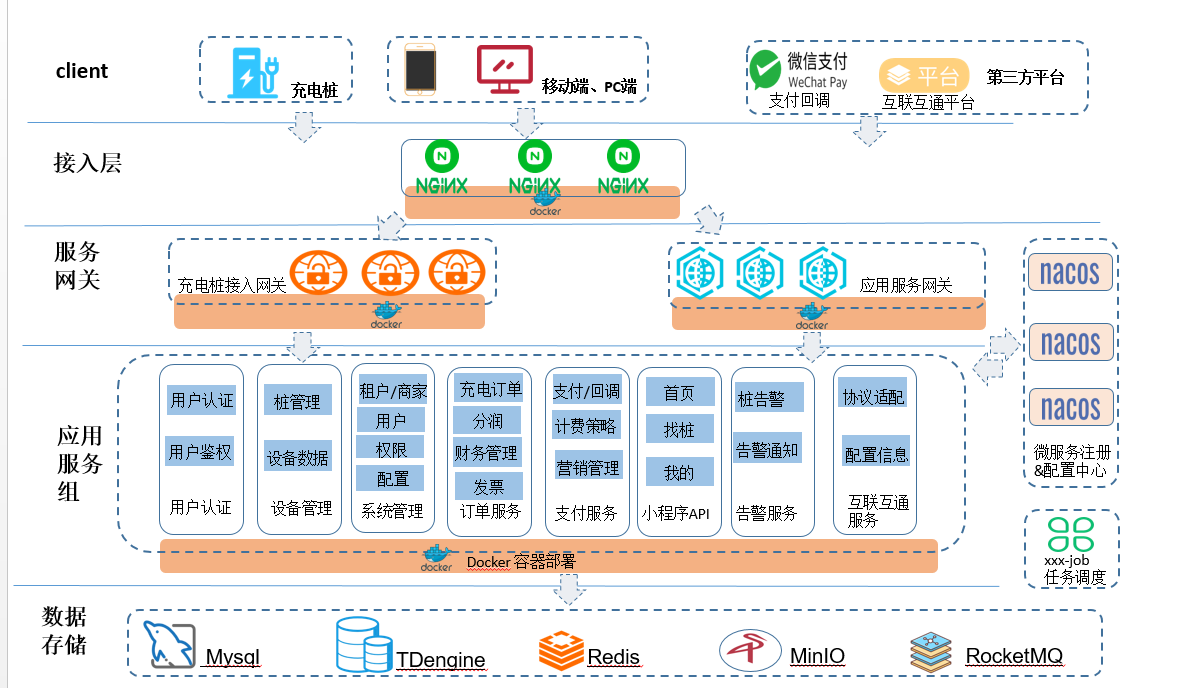 client
充电桩
移动端、PC端
微信支付
WeChat Pay
支付回调
平台
互联互通平台
第三方平台
接入层
NGINX
NGINX
NGINX
docker
服务
网关
充电桩接入网关
docker
应用服务网关
docker
nacos
nacos
nacos
微服务注册
&配置中心
应用
服务
组
用户认证
用户鉴权
用户认证
桩管理
设备数据
设备管理
租户/商家
用户
权限
配置
系统管理
充电订单
分润
财务管理
发票
订单服务
支付/回调
计费策略
营销管理
支付服务
首页
找桩
我的
小程序API
桩告警
告警通知
告警服务
协议适配
配置信息
互联互通
服务
docker
Docker 容器部署
xxx-job
任务调度
数据
存储
Mysql
TDengine
Redis
MinIO
RocketMQ